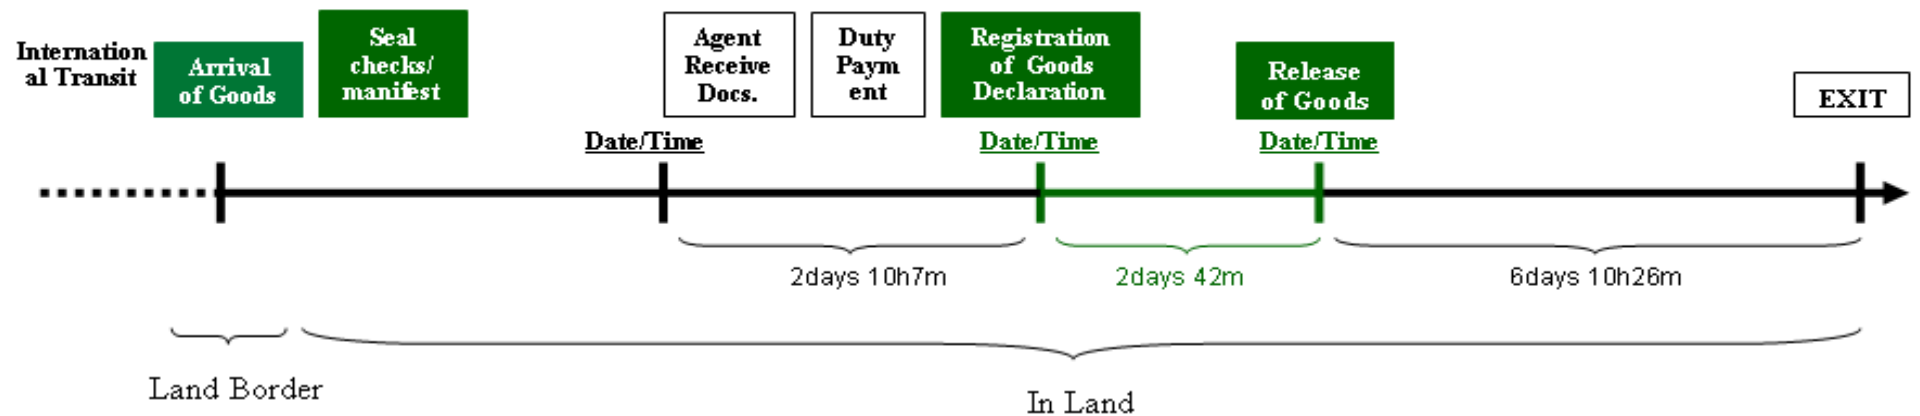 Internation
al Transit
Arrival
of Goods
Seal
checks/
manifest
Agent
Receive
Docs.
Duty
Paym
ent
Registration
of Goods
Declaration
Release
of Goods
EXIT
Date/Time
Date/Time
Date/Time
2days 10h7m
2days 42m
6days 10h26m
Land Border
In Land